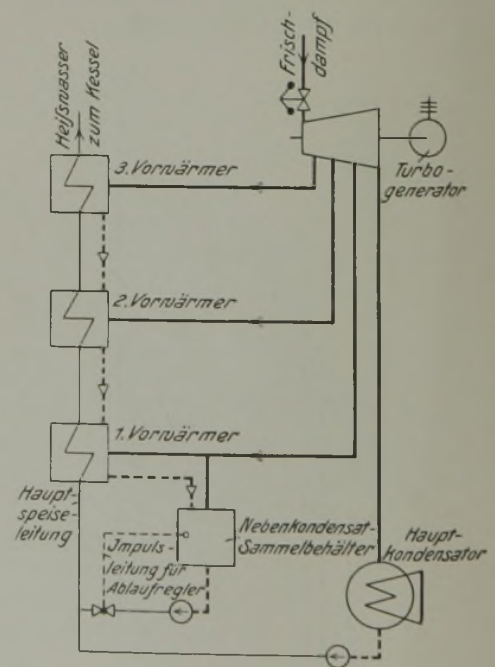 Frisch-
dampf
Heißwasser
zum Kessel
3. Vorwärmer
Turbo-
generator
2. Vorwärmer
1. Vorwärmer
Haupt-
speise-
leitung
Jmpuls-
leitung für
Ablaufregler
Nebenkondensat-
Sammelbehälter
Haupt-
kondensator